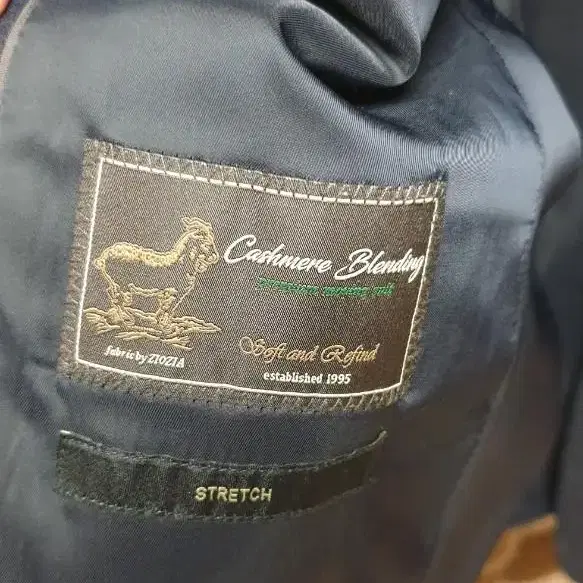 Cashmere Blending
fabric by ZIOZIA
Soft and Refind
established 1995
STRETCH